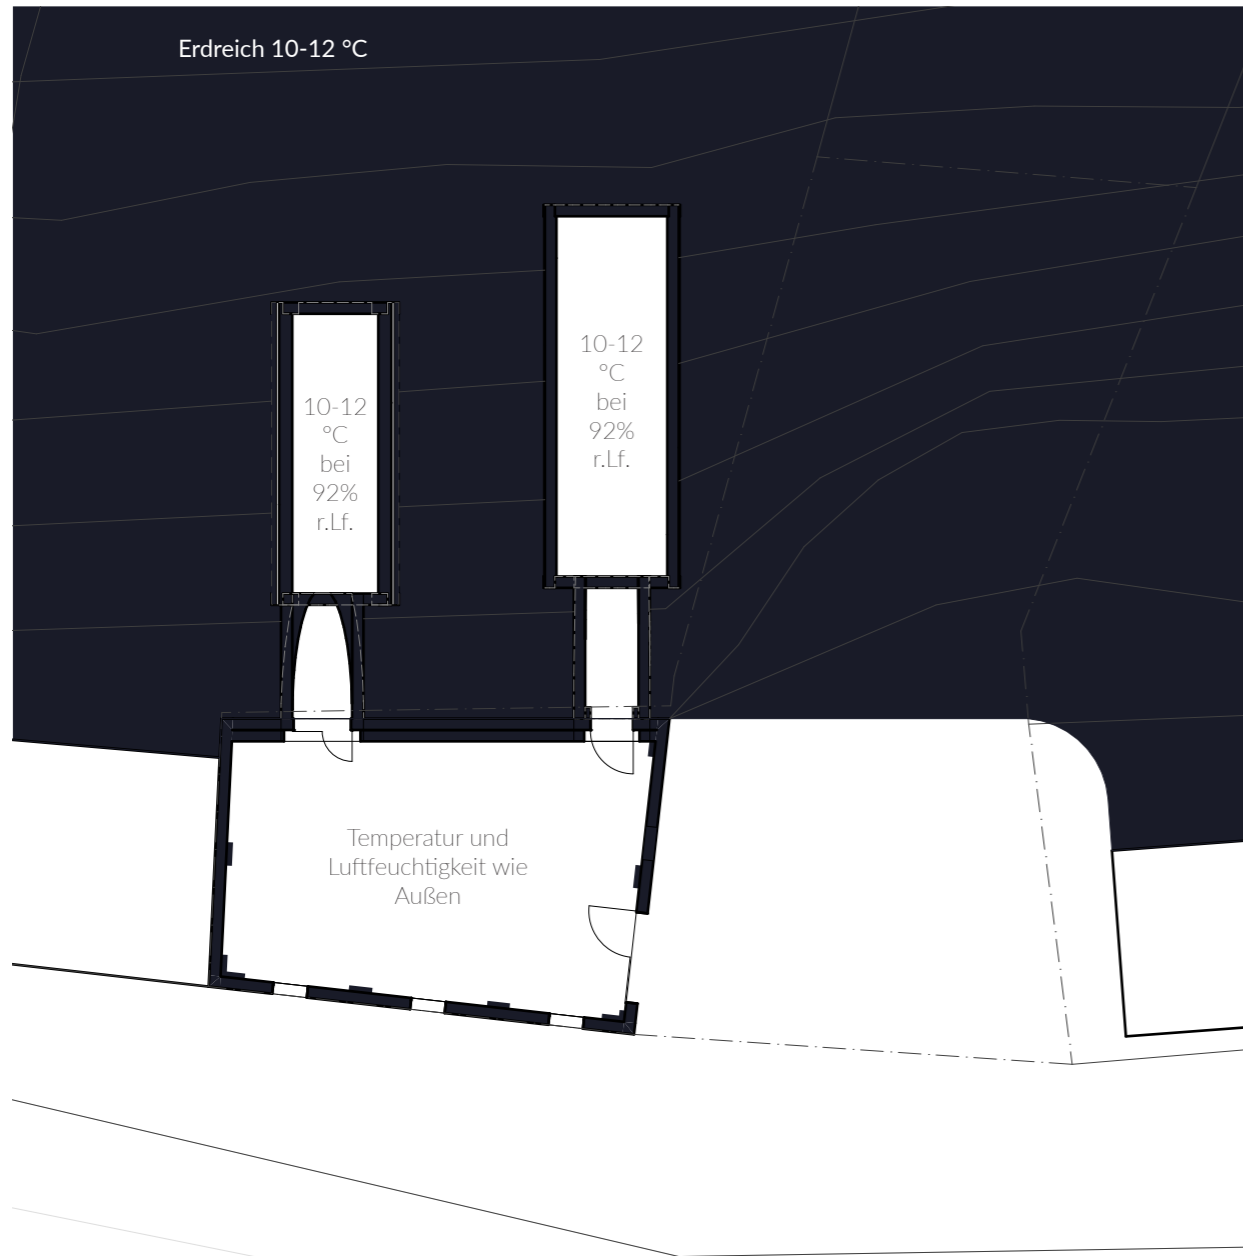 Erdreich 10-12 °C
10-12
°C
bei
92%
r.Lf.
10-12
°C
bei
92%
r.Lf.
Temperatur und
Luftfeuchtigkeit wie
Außen